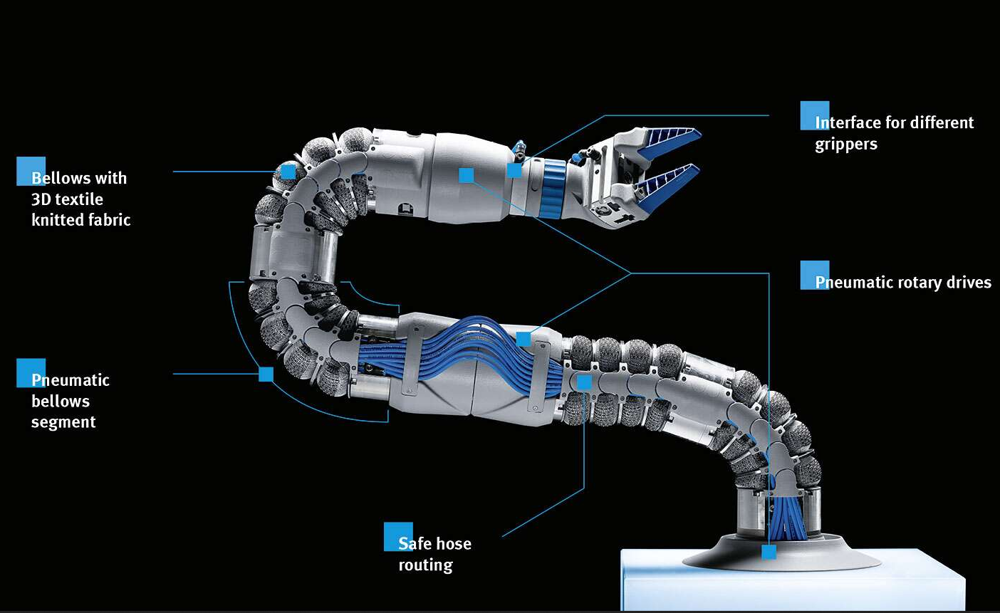 Interface for different
grippers
Bellows with
3D textile
knitted fabric
Pneumatic rotary drives
Pneumatic
bellows
segment
Safe hose
routing